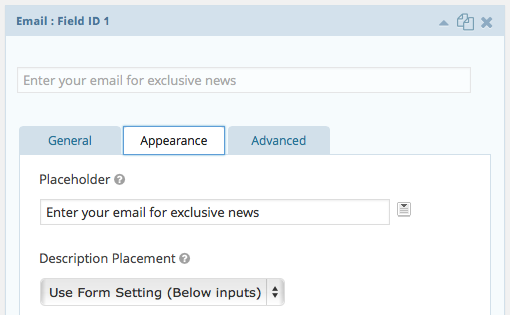 Email : Field ID 1
Enter your email for exclusive news
General Appearance Advanced
Placeholder ?
Enter your email for exclusive news
Description Placement ?
Use Form Setting (Below inputs)